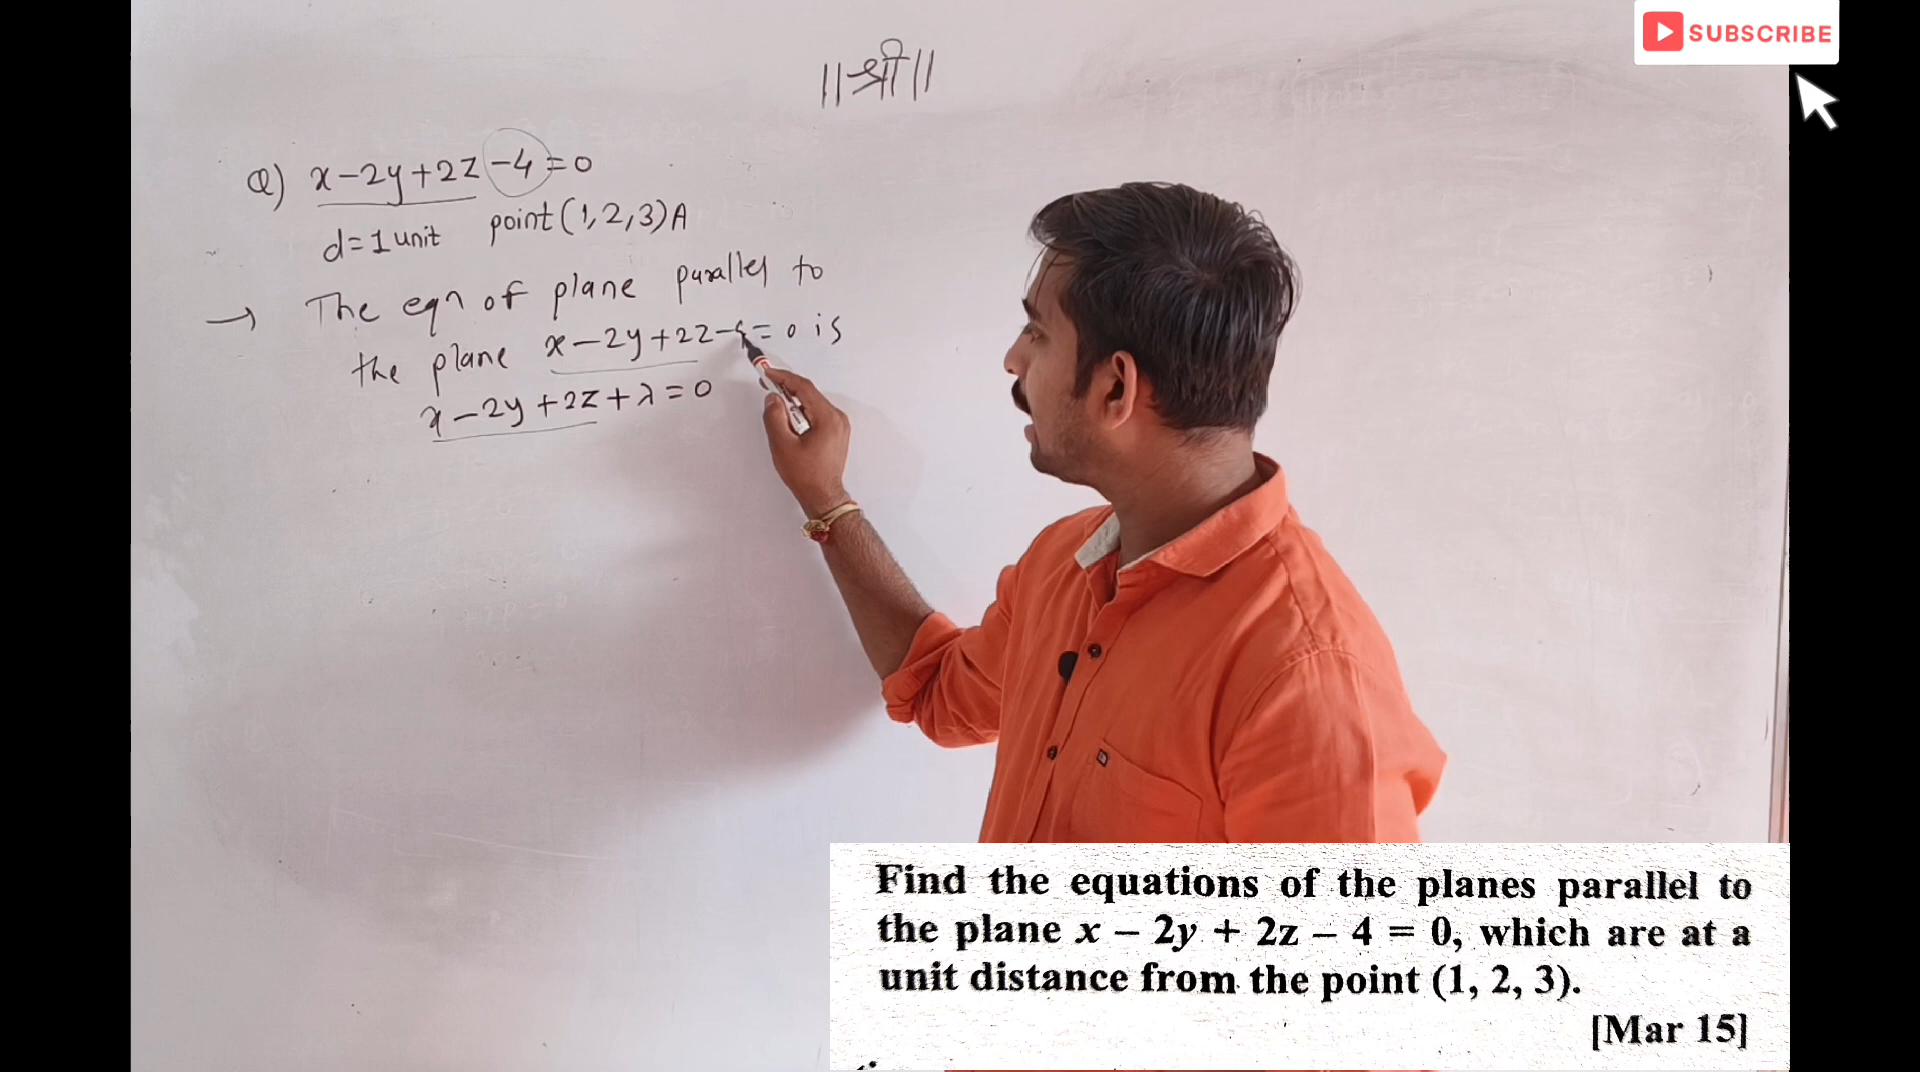 SUBSCRIBE
||श्री||
Q) x-2y+2z-4=0
d=1unit point(1,2,3)A
→ The eqn of plane parallel to
the plane x-2y+2z-4=0 is
x-2y+2z+λ=0
Find the equations of the planes parallel to
the plane x – 2y + 2z – 4 = 0, which are at a
unit distance from the point (1, 2, 3).
[Mar 15]